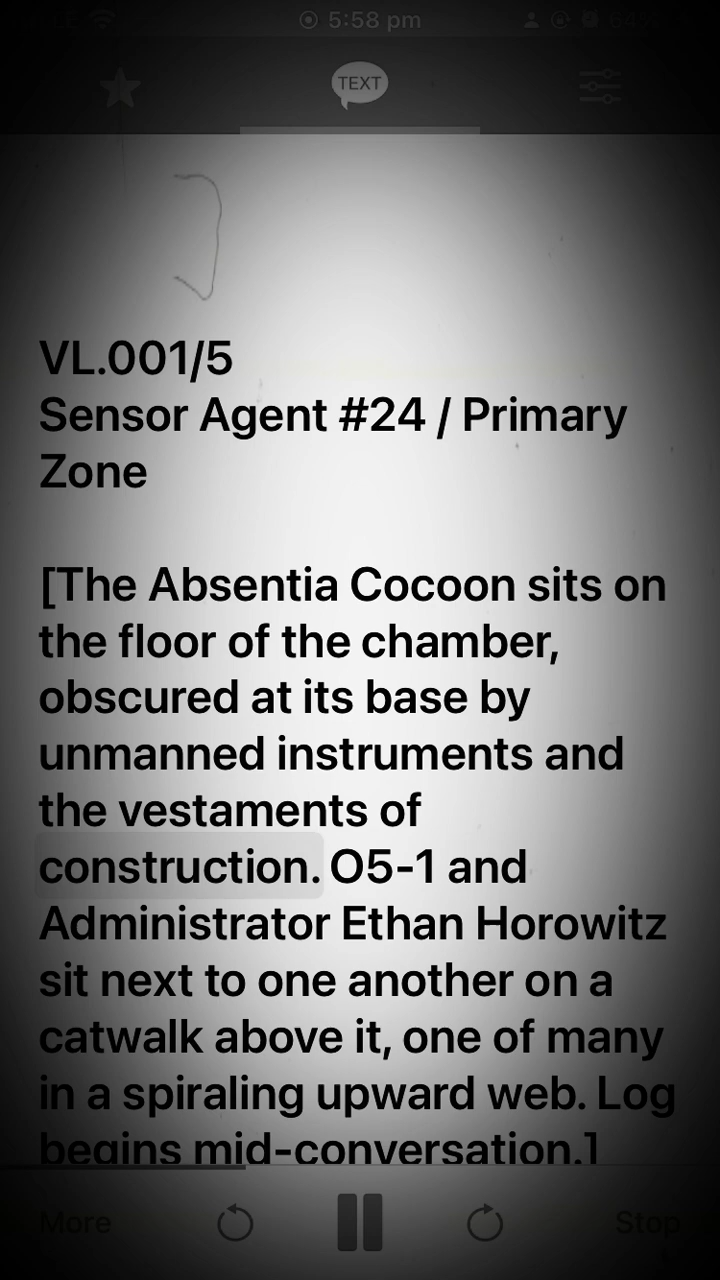 5:58 pm
TEXT
VL.001/5
Sensor Agent #24 / Primary
Zone
[The Absentia Cocoon sits on
the floor of the chamber,
obscured at its base by
unmanned instruments and
the vestaments of
construction. O5-1 and
Administrator Ethan Horowitz
sit next to one another on a
catwalk above it, one of many
in a spiraling upward web. Log
begins mid-conversation.]
More
Stop